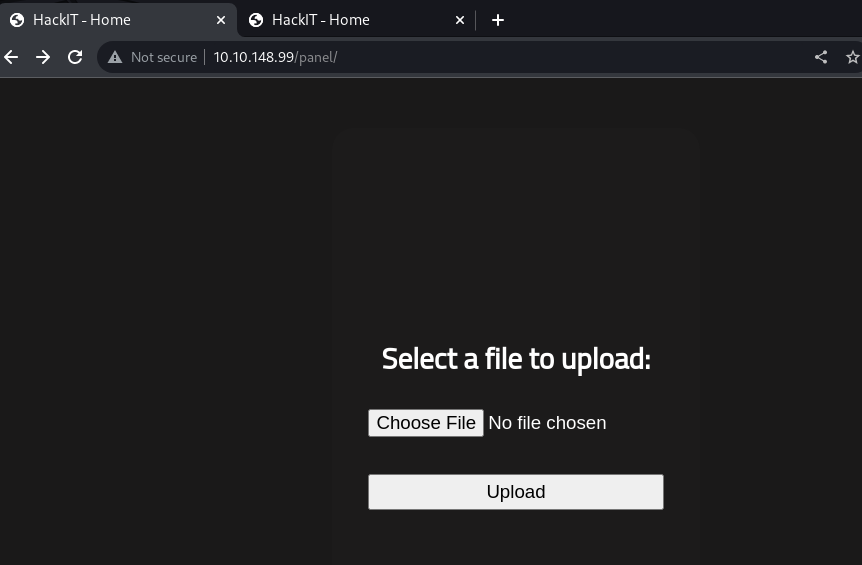 HackIT - Home HackIT - Home
Not secure 10.10.148.99/panel/
Select a file to upload:
Choose File No file chosen
Upload